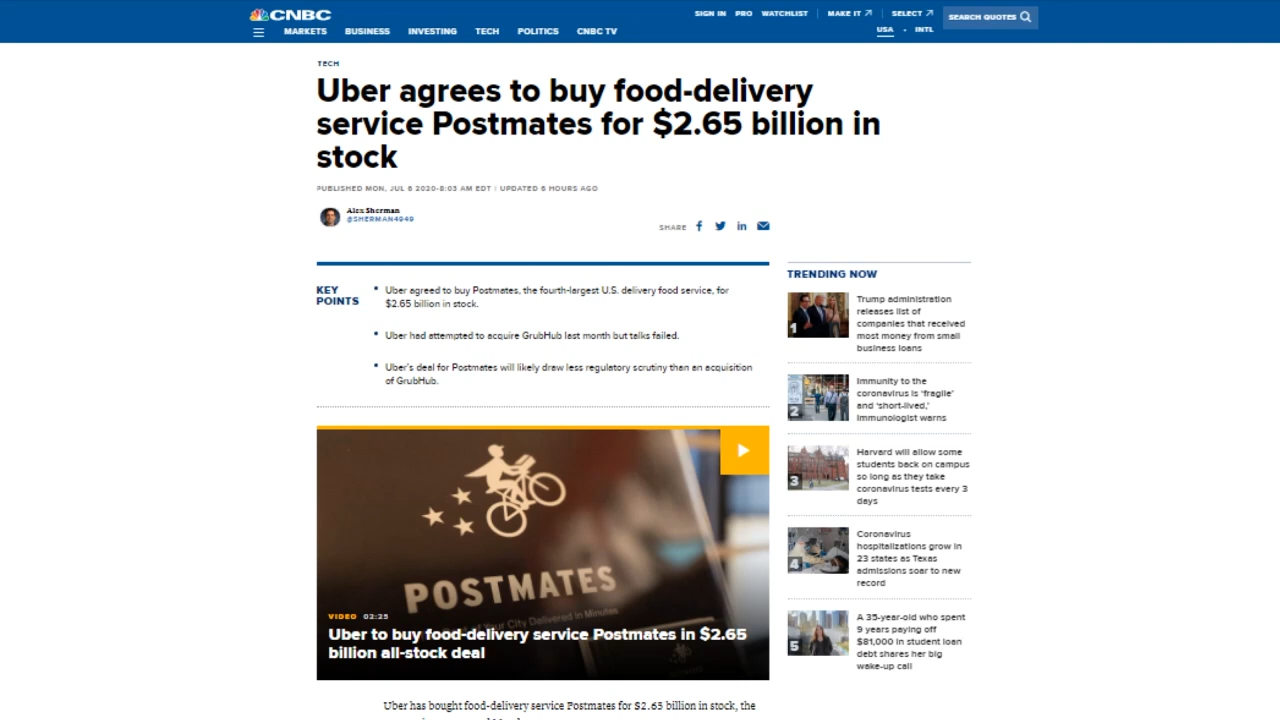 CNBC
SIGN IN PRO WATCHLIST MAKE IT SELECT
SEARCH QUOTES
USA • INTL
MARKETS BUSINESS INVESTING TECH POLITICS CNBC TV
TECH
Uber agrees to buy food-delivery
service Postmates for $2.65 billion in
stock
PUBLISHED MON, JUL 6 2020•8:03 AM EDT | UPDATED 6 HOURS AGO
Alex Sherman
@SHERMAN4949
SHARE
KEY
POINTS
Uber agreed to buy Postmates, the fourth-largest U.S. delivery food service, for
$2.65 billion in stock.
Uber had attempted to acquire GrubHub last month but talks failed.
Uber's deal for Postmates will likely draw less regulatory scrutiny than an acquisition
of GrubHub.
POSTMATES
of Your City Delivered in Minutes
VIDEO 02:25
Uber to buy food-delivery service Postmates in $2.65
billion all-stock deal
Uber has bought food-delivery service Postmates for $2.65 billion in stock, the
TRENDING NOW
1
Trump administration
releases list of
companies that received
most money from small
business loans
2
Immunity to the
coronavirus is 'fragile'
and 'short-lived,'
immunologist warns
3
Harvard will allow some
students back on campus
so long as they take
coronavirus tests every 3
days
4
Coronavirus
hospitalizations grow in
23 states as Texas
admissions soar to new
record
5
A 35-year-old who spent
9 years paying off
$81,000 in student loan
debt shares her big
wake-up call